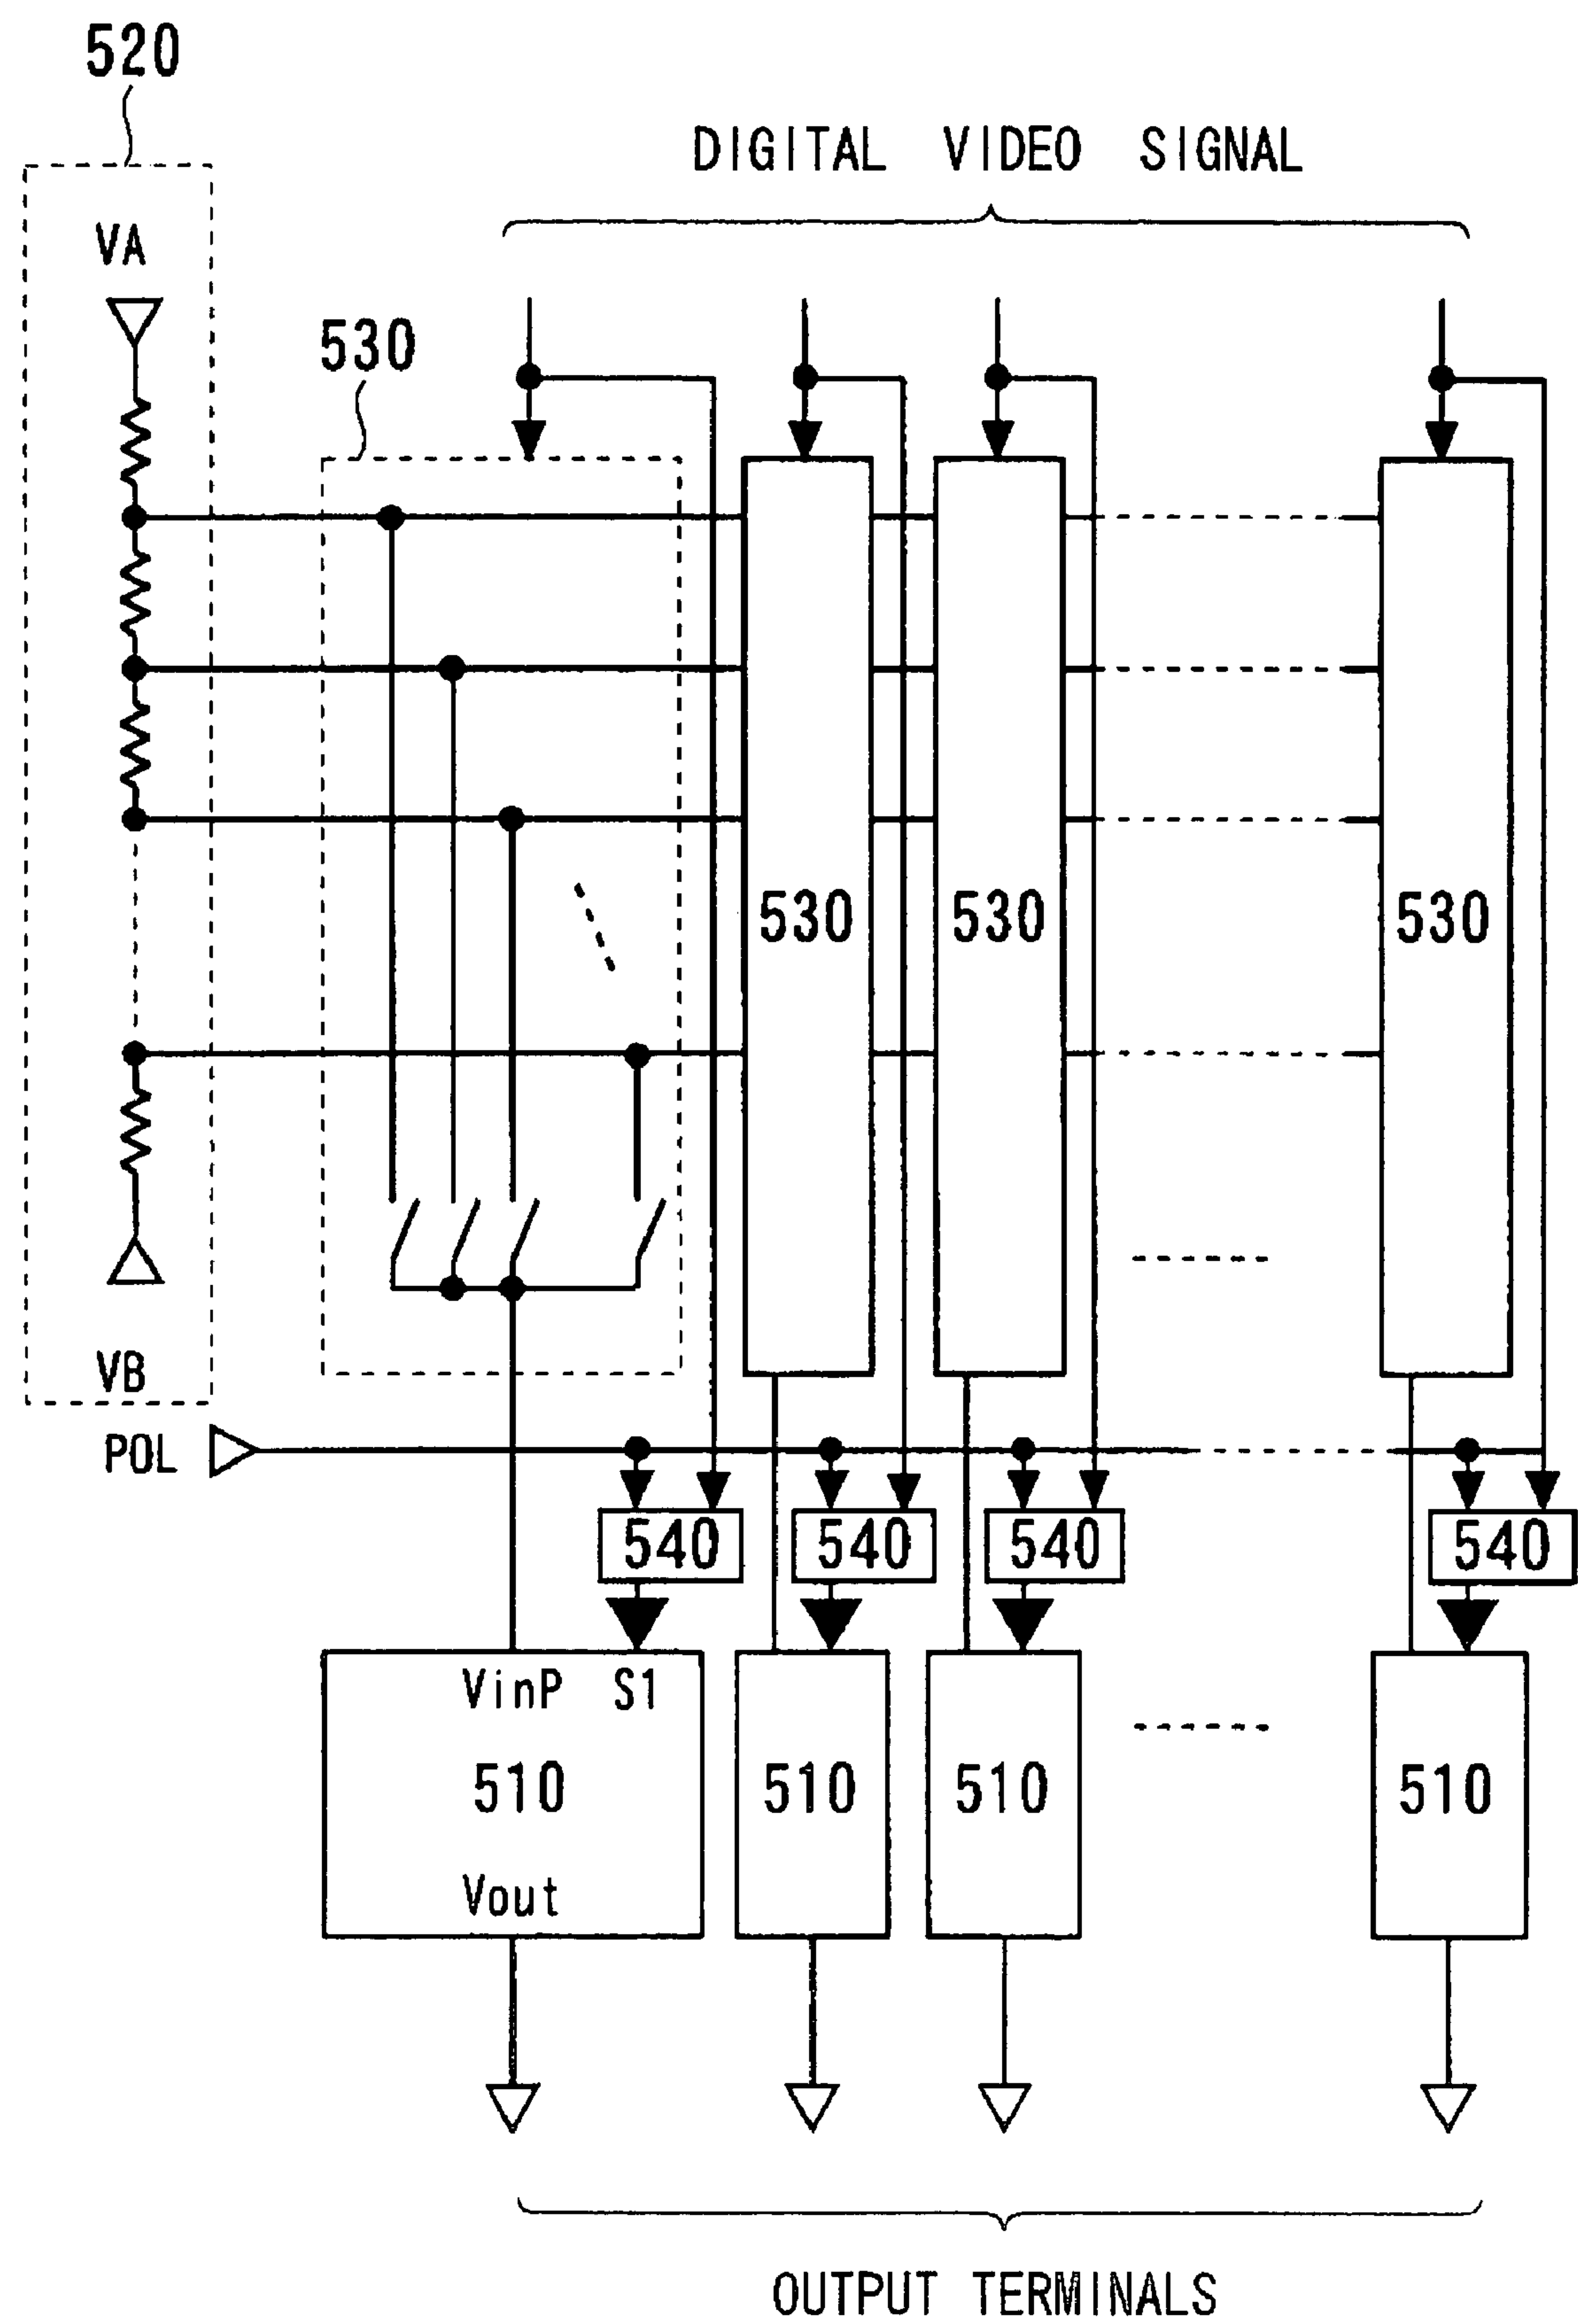 520
DIGITAL VIDEO SIGNAL
VA
530
530
530
530
VB
POL
540
540
540
540
VinP S1
510
510
510
510
Vout
OUTPUT TERMINALS